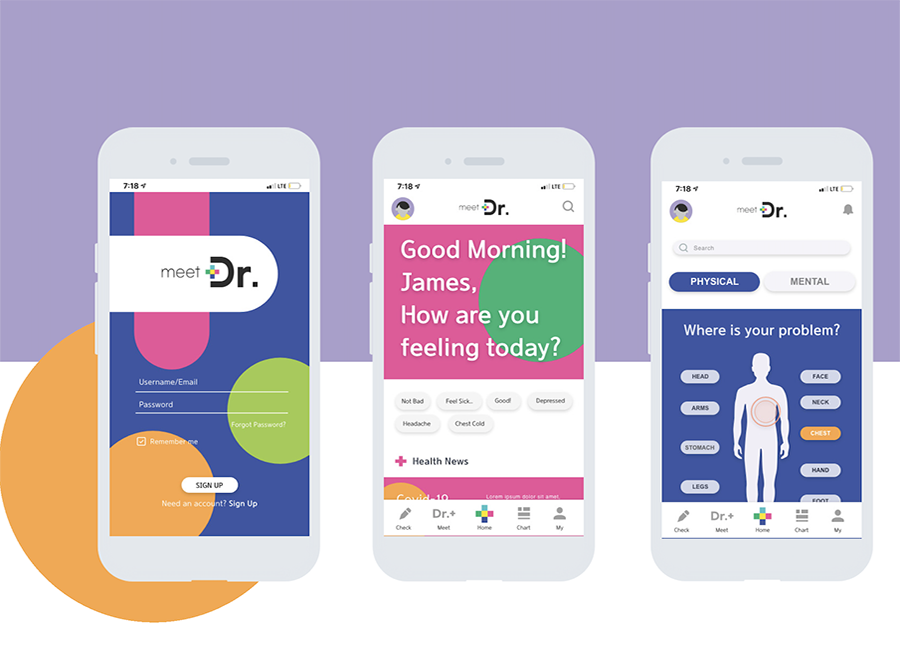 7:18
LTE
meet Dr.
Username/Email
Password
Forgot Password?
Remember me
SIGN UP
Need an account? Sign Up
7:18
LTE
meet Dr.
Good Morning!
James,
How are you
feeling today?
Not Bad
Feel Sick..
Good!
Depressed
Headache
Chest Cold
Health News
Covid-19
Lorem ipsum dolor sit amet,
Check
Dr.+
Meet
Home
Chart
My
7:18
LTE
meet Dr.
Search
PHYSICAL
MENTAL
Where is your problem?
HEAD
FACE
ARMS
NECK
STOMACH
CHEST
LEGS
HAND
FOOT
Check
Dr.+
Meet
Home
Chart
My